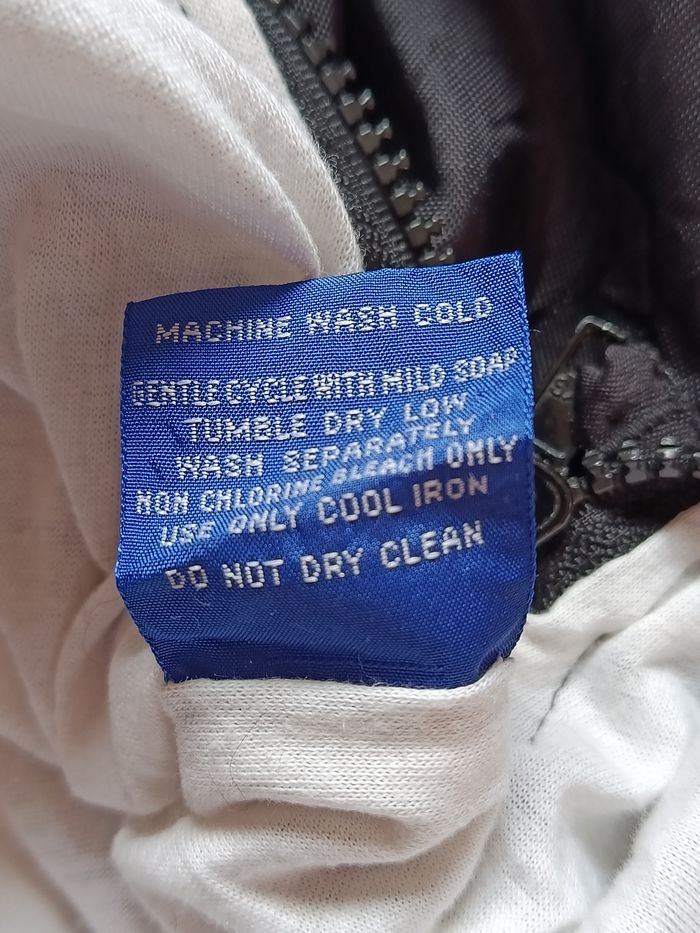 MACHINE WASH COLD
GENTLE CYCLE WITH MILD SOAP
TUMBLE DRY LOW
WASH SEPARATELY
NON CHLORINE BLEACH ONLY
USE ONLY COOL IRON
DO NOT DRY CLEAN